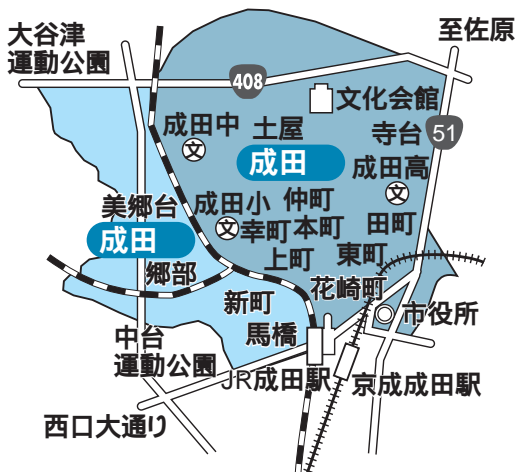 大谷津
運動公園
至佐原
408
文化会館
成田中
土屋
寺台
51
文
成田
成田高
文
美郷台
成田小
仲町
成田
文
幸町
本町
田町
郷部
上町
東町
新町
花崎町
馬橋
市役所
中台
運動公園
JR成田駅
京成成田駅
西口大通り